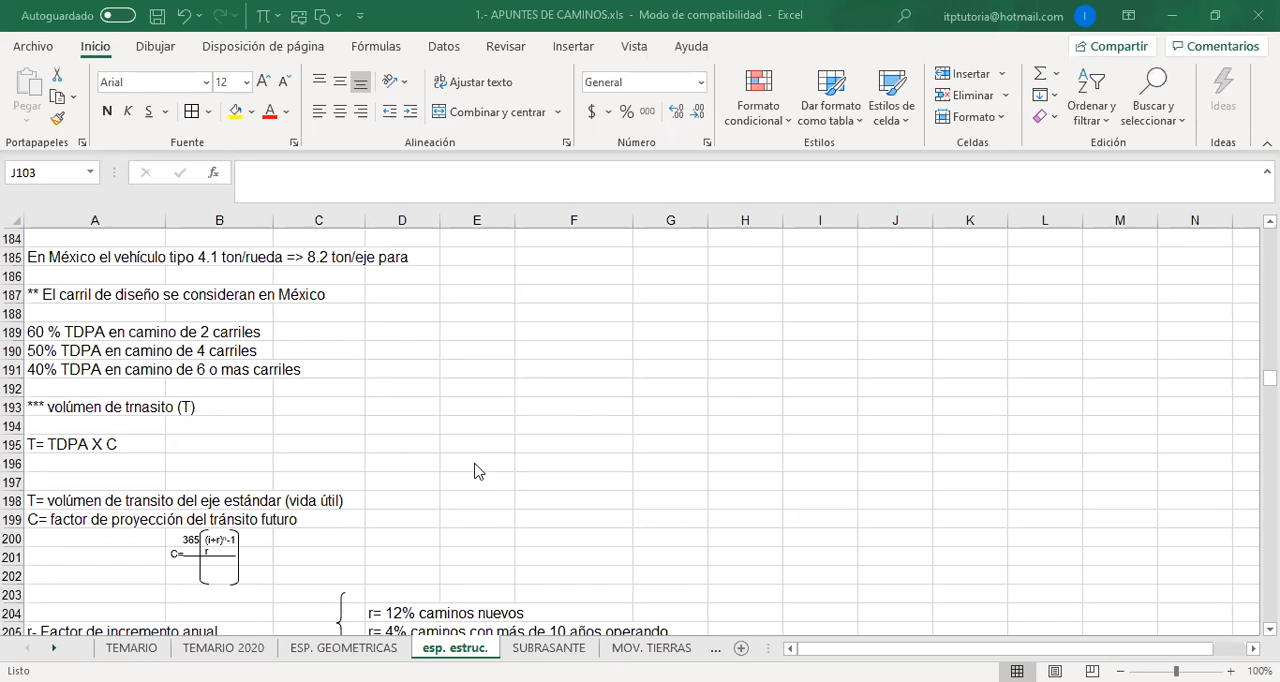 Autoguardado
1.- APUNTES DE CAMINOS.xls - Modo de compatibilidad - Excel
itptutoria@hotmail.com
I
Archivo Inicio Dibujar Disposición de página Fórmulas Datos Revisar Insertar Vista Ayuda
Compartir Comentarios
Pegar
Arial 12
N K S
Ajustar texto
Combinar y centrar
General
$ % 000
Formato condicional
Dar formato como tabla
Estilos de celda
Insertar
Eliminar
Formato
Ordenar y filtrar
Buscar y seleccionar
Ideas
Portapapeles Fuente Alineación Número Estilos Celdas Edición Ideas
J103 fx
A B C D E F G H I J K L M N
184
185 En México el vehículo tipo 4.1 ton/rueda => 8.2 ton/eje para
186
187 ** El carril de diseño se consideran en México
188
189 60 % TDPA en camino de 2 carriles
190 50% TDPA en camino de 4 carriles
191 40% TDPA en camino de 6 o mas carriles
192
193 *** volúmen de trnasito (T)
194
195 T= TDPA X C
196
197
198 T= volúmen de transito del eje estándar (vida útil)
199 C= factor de proyección del tránsito futuro
200 365 (i+r)ⁿ-1
r
201 C=
202
203
204 r= 12% caminos nuevos
205 r- Factor de incremento anual r= 4% caminos con más de 10 años operando
TEMARIO TEMARIO 2020 ESP. GEOMETRICAS esp. estruc. SUBRASANTE MOV. TIERRAS ...
Listo 100%